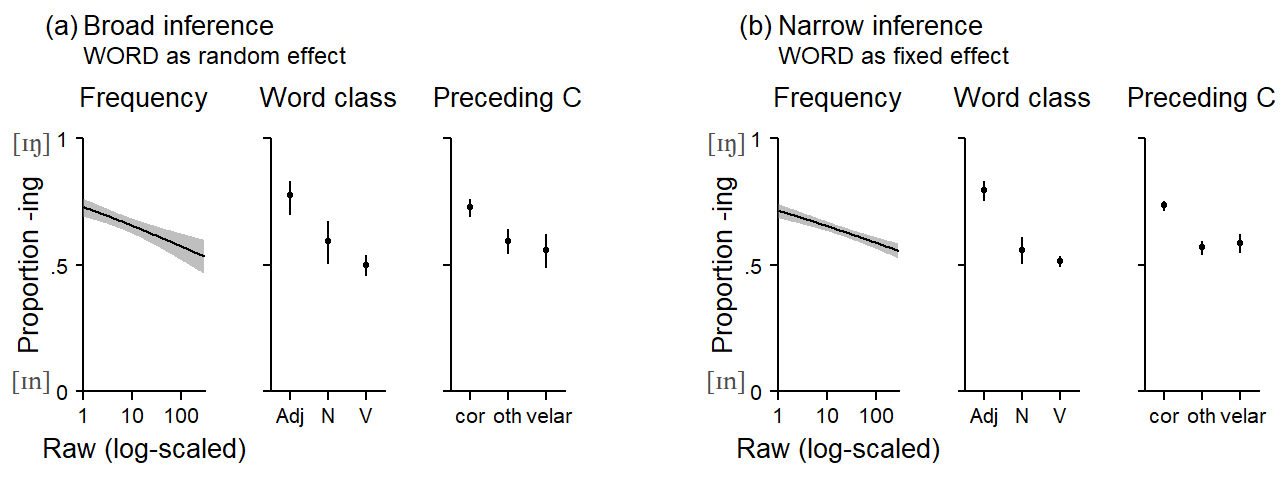 (a) Broad inference
WORD as random effect
Frequency Word class Preceding C
[ɪŋ] 1
.5
[ɪn] 0
Proportion -ing
1 10 100
Adj N V
cor oth velar
Raw (log-scaled)
(b) Narrow inference
WORD as fixed effect
Frequency Word class Preceding C
[ɪŋ] 1
.5
[ɪn] 0
Proportion -ing
1 10 100
Adj N V
cor oth velar
Raw (log-scaled)